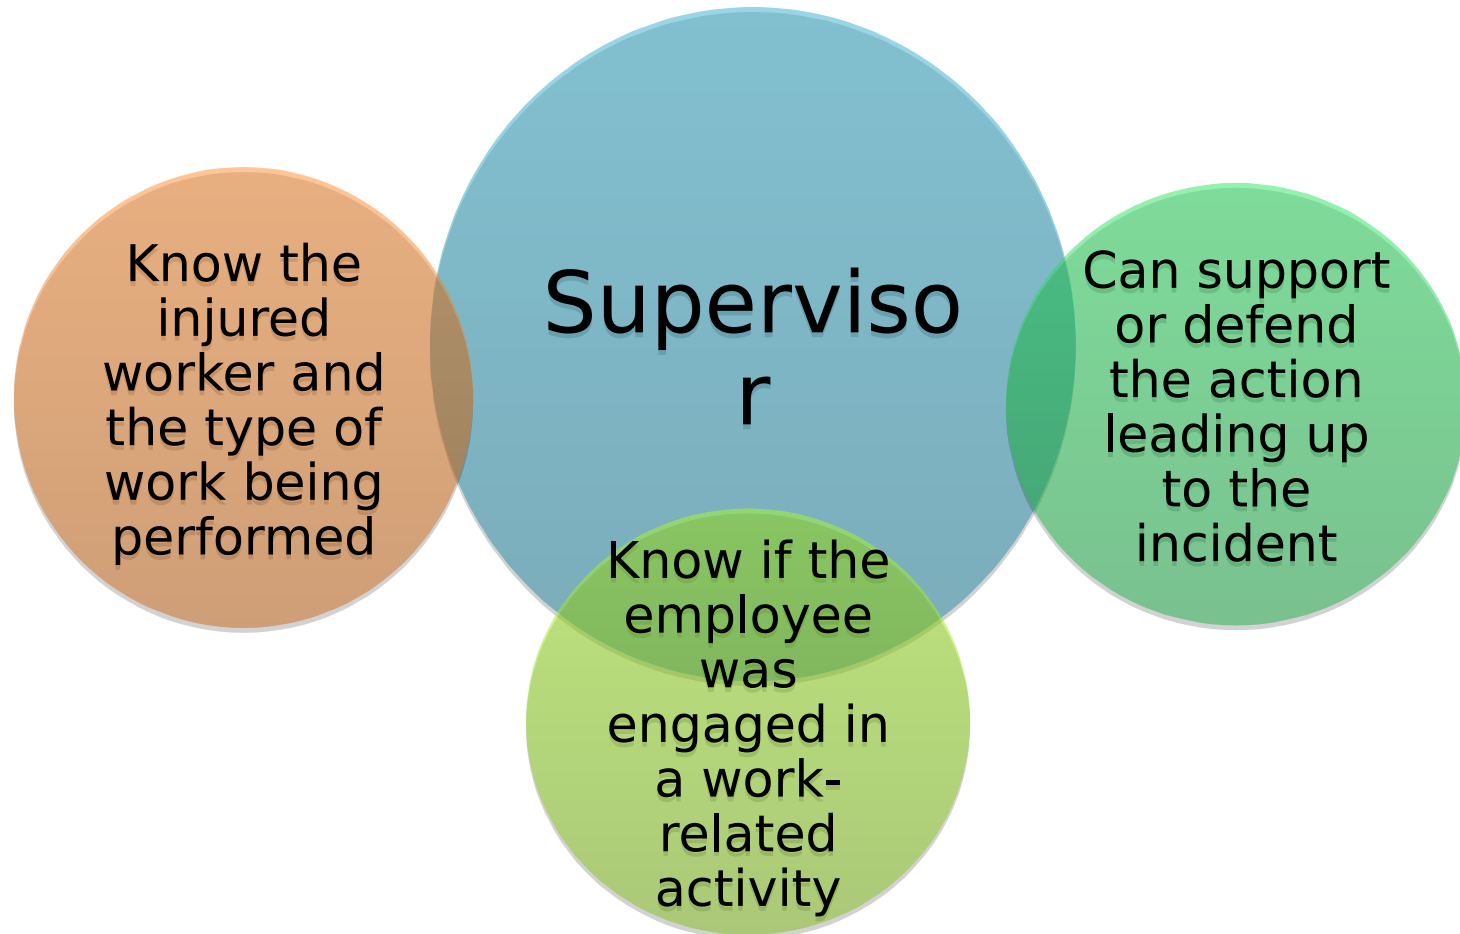 Know the
injured
worker and
the type of
work being
performed
Superviso
r
Know if the
employee
was
engaged in
a work-
related
activity
Can support
or defend
the action
leading up
to the
incident